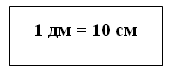 1 дм = 10 см